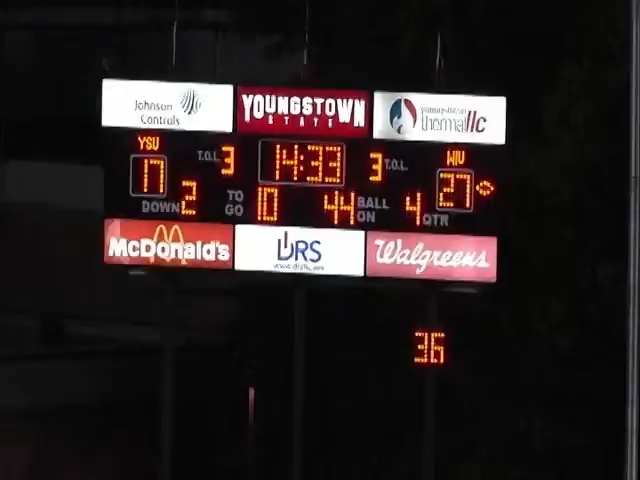 Johnson Controls
YOUNGSTOWN
STATE
thermal llc
YSU
17
T.O.L. 3
14:33
3 T.O.L.
WIU
27
DOWN 2
TO GO 10
44 BALL ON
4 QTR
McDonald's
DRS
Walgreens
36